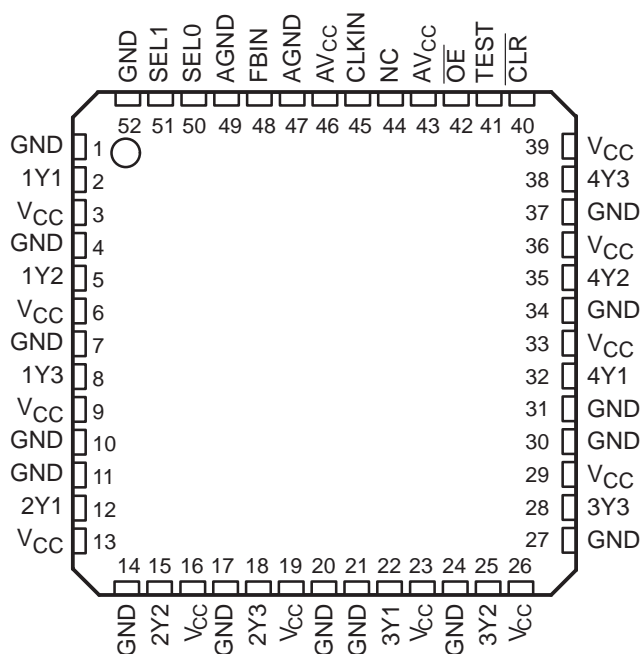 GND SEL1 SEL0 AGND FBIN AGND AVCC CLKIN NC AVCC OE TEST CLR
52 51 50 49 48 47 46 45 44 43 42 41 40
GND 1 39 VCC
1Y1 2 38 4Y3
VCC 3 37 GND
GND 4 36 VCC
1Y2 5 35 4Y2
VCC 6 34 GND
GND 7 33 VCC
1Y3 8 32 4Y1
VCC 9 31 GND
GND 10 30 GND
GND 11 29 VCC
2Y1 12 28 3Y3
VCC 13 27 GND
14 15 16 17 18 19 20 21 22 23 24 25 26
GND 2Y2 VCC GND 2Y3 VCC GND GND 3Y1 VCC GND 3Y2 VCC